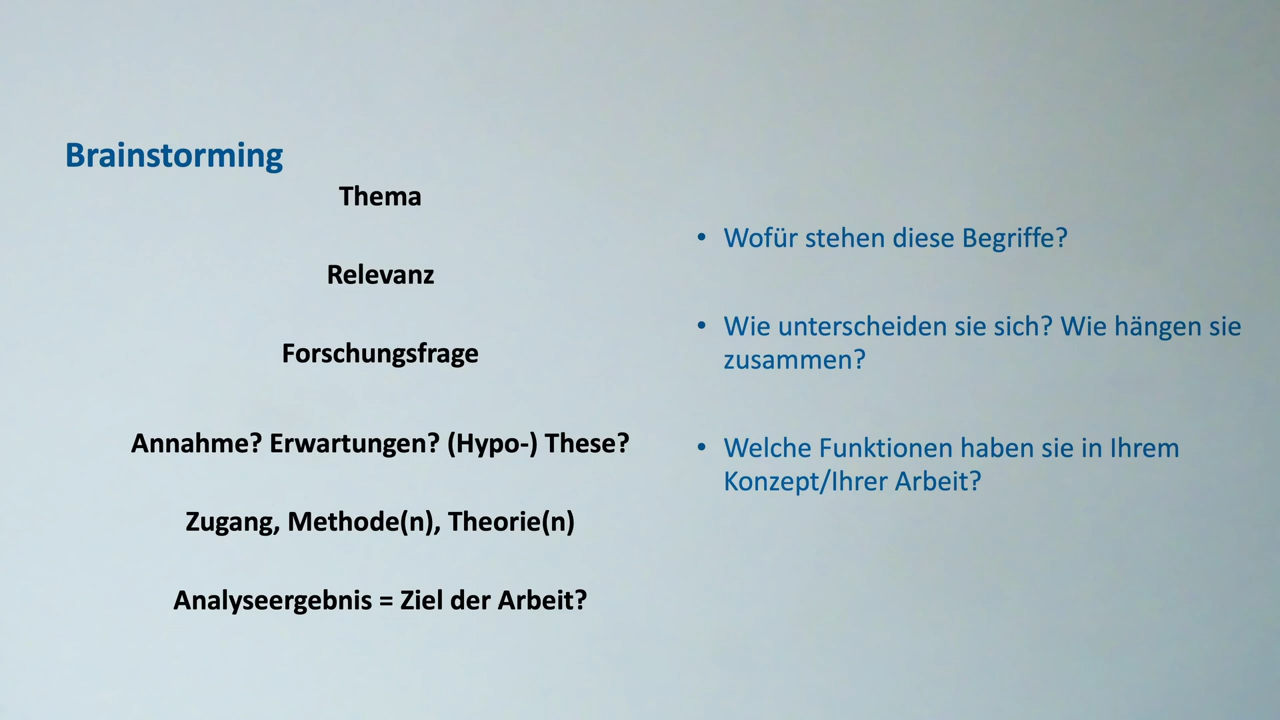 Brainstorming
Thema
Relevanz
Forschungsfrage
Annahme? Erwartungen? (Hypo-) These?
Zugang, Methode(n), Theorie(n)
Analyseergebnis = Ziel der Arbeit?
• Wofür stehen diese Begriffe?
• Wie unterscheiden sie sich? Wie hängen sie
zusammen?
• Welche Funktionen haben sie in Ihrem
Konzept/Ihrer Arbeit?